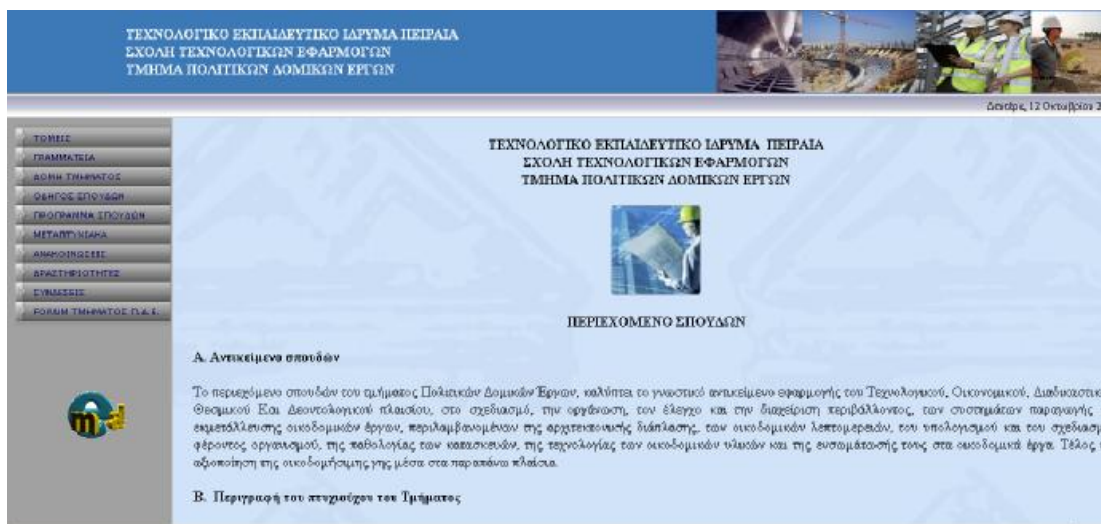 ΤΕΧΝΟΛΟΓΙΚΟ ΕΚΠΑΙΔΕΥΤΙΚΟ ΙΔΡΥΜΑ ΠΕΙΡΑΙΑ
ΣΧΟΛΗ ΤΕΧΝΟΛΟΓΙΚΩΝ ΕΦΑΡΜΟΓΩΝ
ΤΜΗΜΑ ΠΟΛΙΤΙΚΩΝ ΔΟΜΙΚΩΝ ΕΡΓΩΝ
Δευτέρα, 12 Οκτωβρίου 2
ΤΟΜΕΙΣ
ΓΡΑΜΜΑΤΕΙΑ
ΔΟΜΗ ΤΜΗΜΑΤΟΣ
ΟΔΗΓΟΣ ΣΠΟΥΔΩΝ
ΠΡΟΓΡΑΜΜΑ ΣΠΟΥΔΩΝ
ΜΕΤΑΠΤΥΧΙΑΚΑ
ΑΝΑΚΟΙΝΩΣΕΙΣ
ΔΡΑΣΤΗΡΙΟΤΗΤΕΣ
ΣΥΝΔΕΣΕΙΣ
FORUM ΤΜΗΜΑΤΟΣ Π.Δ.Ε.
ΤΕΧΝΟΛΟΓΙΚΟ ΕΚΠΑΙΔΕΥΤΙΚΟ ΙΔΡΥΜΑ ΠΕΙΡΑΙΑ
ΣΧΟΛΗ ΤΕΧΝΟΛΟΓΙΚΩΝ ΕΦΑΡΜΟΓΩΝ
ΤΜΗΜΑ ΠΟΛΙΤΙΚΩΝ ΔΟΜΙΚΩΝ ΕΡΓΩΝ
ΠΕΡΙΕΧΟΜΕΝΟ ΣΠΟΥΔΩΝ
Α. Αντικείμενο σπουδών
Το περιεχόμενο σπουδών του τμήματος Πολιτικών Δομικών Έργων, καλύπτει το γνωστικό αντικείμενο εφαρμογής του Τεχνολογικού, Οικονομικού, Διαδικαστικ
Θεσμικού Και Δεοντολογικού πλαισίου, στο σχεδιασμό, την οργάνωση, τον έλεγχο και την διαχείριση περιβάλλοντος, των συστημάτων παραγωγής
εκμετάλλευσης οικοδομικών έργων, περιλαμβανομένων της αρχιτεκτονικής διάπλασης, των οικοδομικών λεπτομερειών, του υπολογισμού και του σχεδιασμ
φέροντος οργανισμού, της παθολογίας των κατασκευών, της τεχνολογίας των οικοδομικών υλικών και της ενσωμάτωσής τους στα οικοδομικά έργα. Τέλος
αξιοποίηση της οικοδομήσιμης γης μέσα στα παραπάνω πλαίσια.
Β. Περιγραφή του πτυχιούχου του Τμήματος